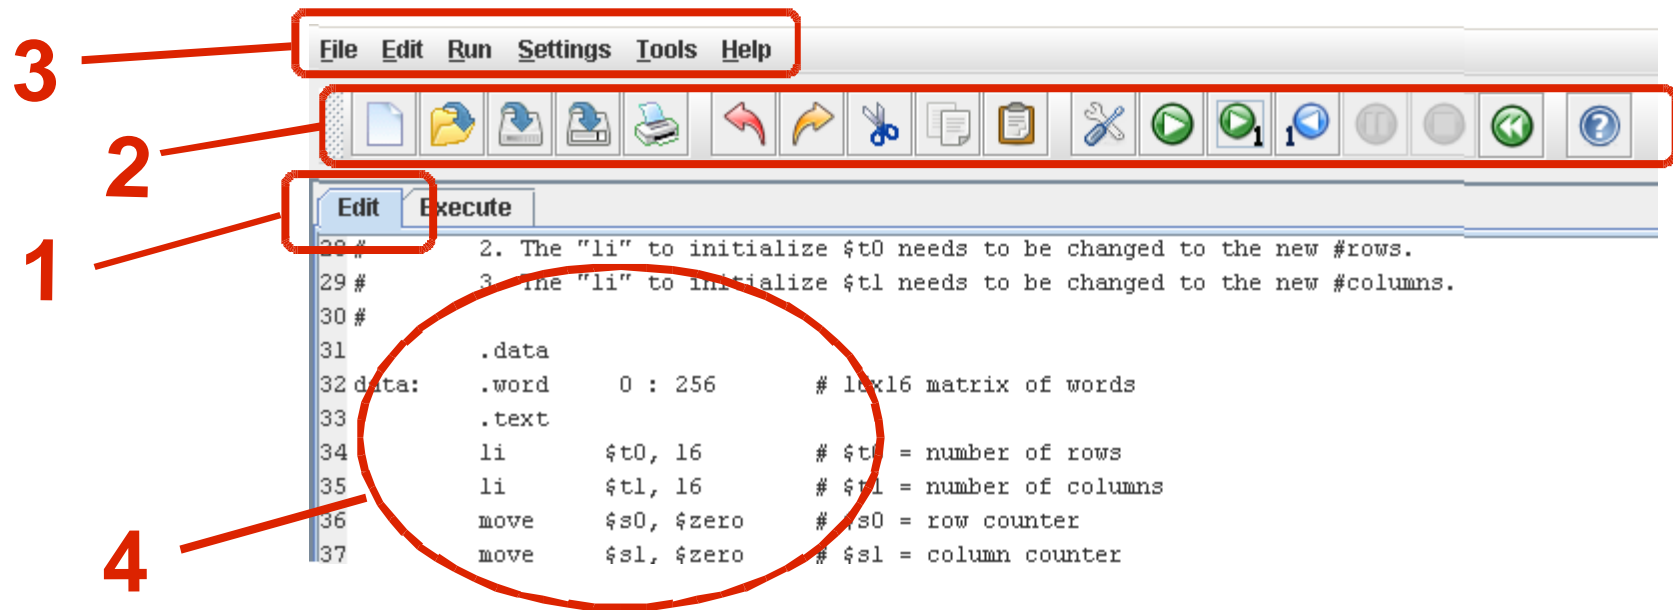 3
File Edit Run Settings Tools Help
2
1
1
1
Edit Execute
28 # 2. The "li" to initialize $t0 needs to be changed to the new #rows.
29 # 3. The "li" to initialize $t1 needs to be changed to the new #columns.
30 #
31 .data
32 data: .word 0 : 256 # 16x16 matrix of words
33 .text
34 li $t0, 16 # $t0 = number of rows
35 li $t1, 16 # $t1 = number of columns
36 move $s0, $zero # $s0 = row counter
37 move $s1, $zero # $s1 = column counter
4